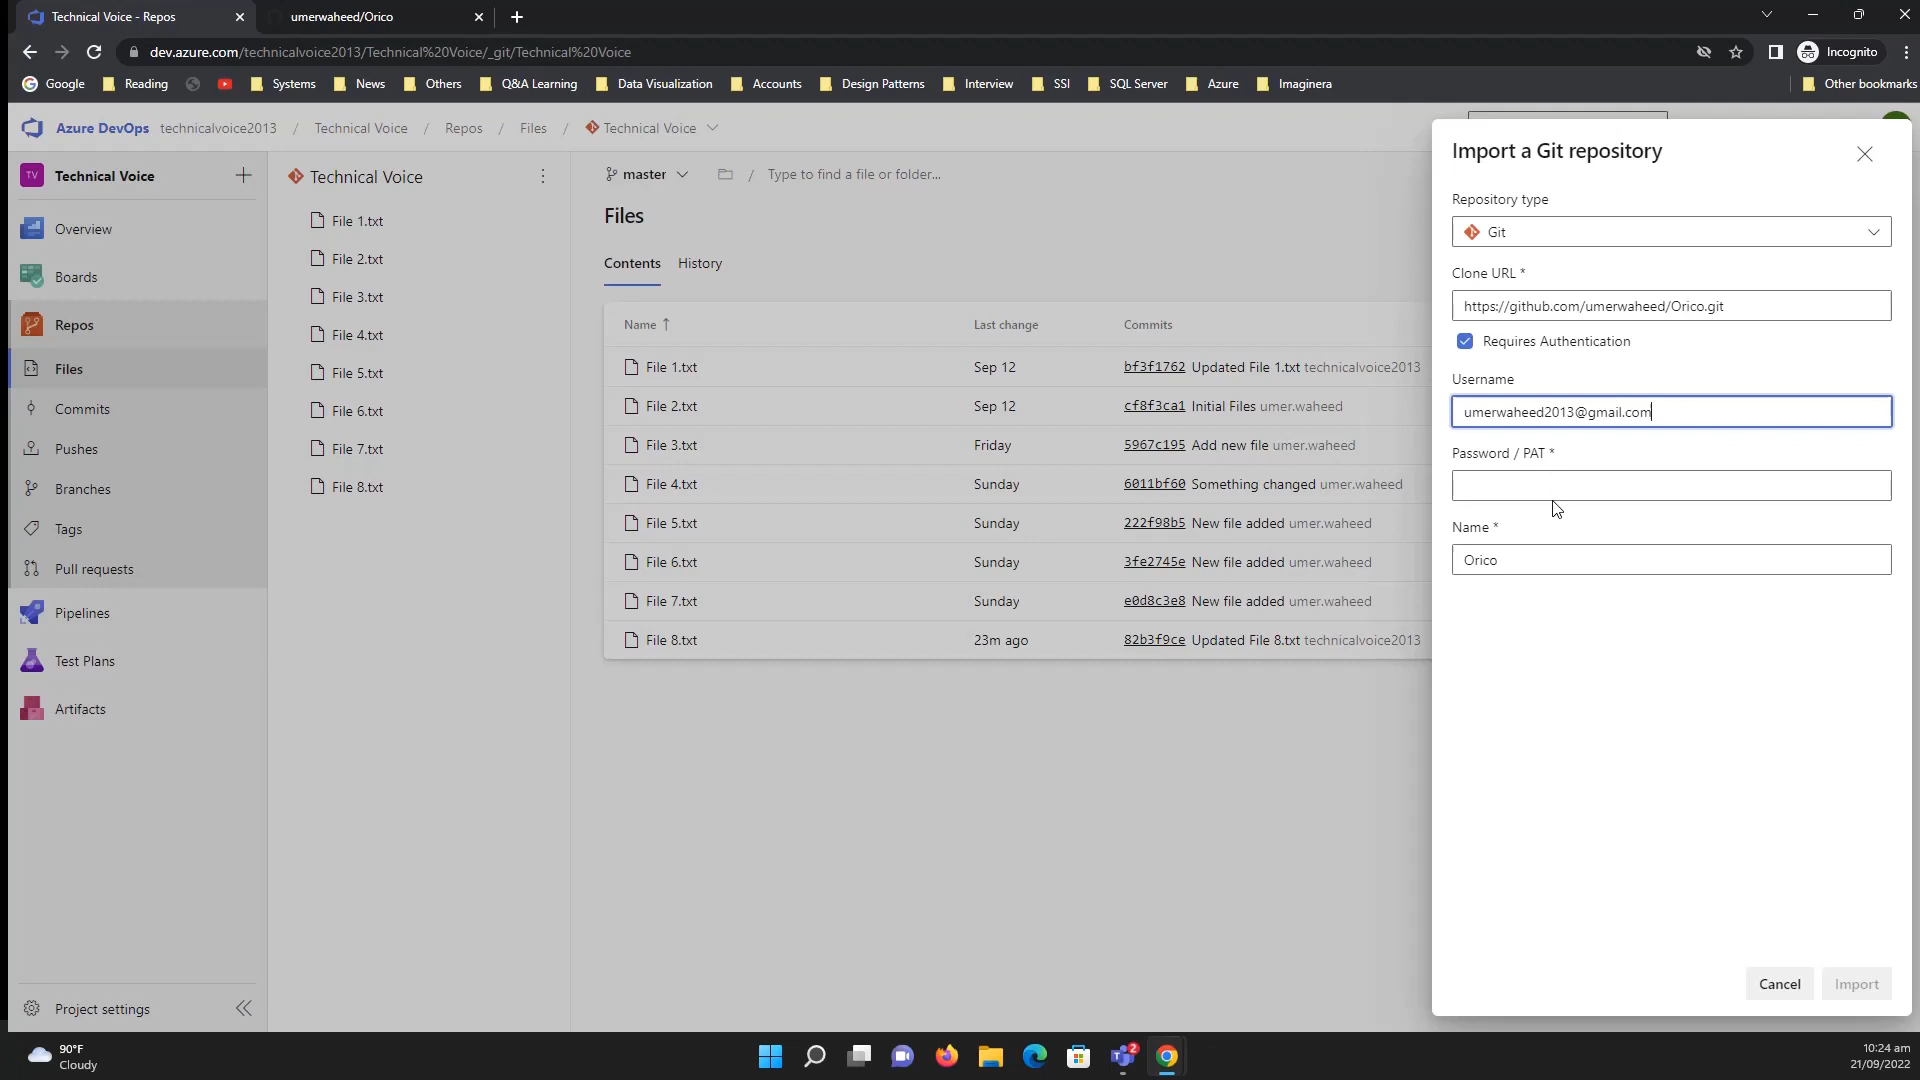 Technical Voice - Repos
umerwaheed/Orico
dev.azure.com/technicalvoice2013/Technical%20Voice/_git/Technical%20Voice
Incognito
Google Reading Systems News Others Q&A Learning Data Visualization Accounts Design Patterns Interview SSI SQL Server Azure Imaginera Other bookmarks
Azure DevOps technicalvoice2013 / Technical Voice / Repos / Files / Technical Voice
TV Technical Voice
Overview
Boards
Repos
Files
Commits
Pushes
Branches
Tags
Pull requests
Pipelines
Test Plans
Artifacts
Project settings
Technical Voice
File 1.txt
File 2.txt
File 3.txt
File 4.txt
File 5.txt
File 6.txt
File 7.txt
File 8.txt
master / Type to find a file or folder...
Files
Contents History
Name Last change Commits
File 1.txt Sep 12 bf3f1762 Updated File 1.txt technicalvoice2013
File 2.txt Sep 12 cf8f3ca1 Initial Files umer.waheed
File 3.txt Friday 5967c195 Add new file umer.waheed
File 4.txt Sunday 6011bf60 Something changed umer.waheed
File 5.txt Sunday 222f98b5 New file added umer.waheed
File 6.txt Sunday 3fe2745e New file added umer.waheed
File 7.txt Sunday e0d8c3e8 New file added umer.waheed
File 8.txt 23m ago 82b3f9ce Updated File 8.txt technicalvoice2013
Import a Git repository
Repository type
Git
Clone URL *
https://github.com/umerwaheed/Orico.git
Requires Authentication
Username
umerwaheed2013@gmail.com
Password / PAT *
Name *
Orico
Cancel Import
90°F
Cloudy
2
10:24 am
21/09/2022